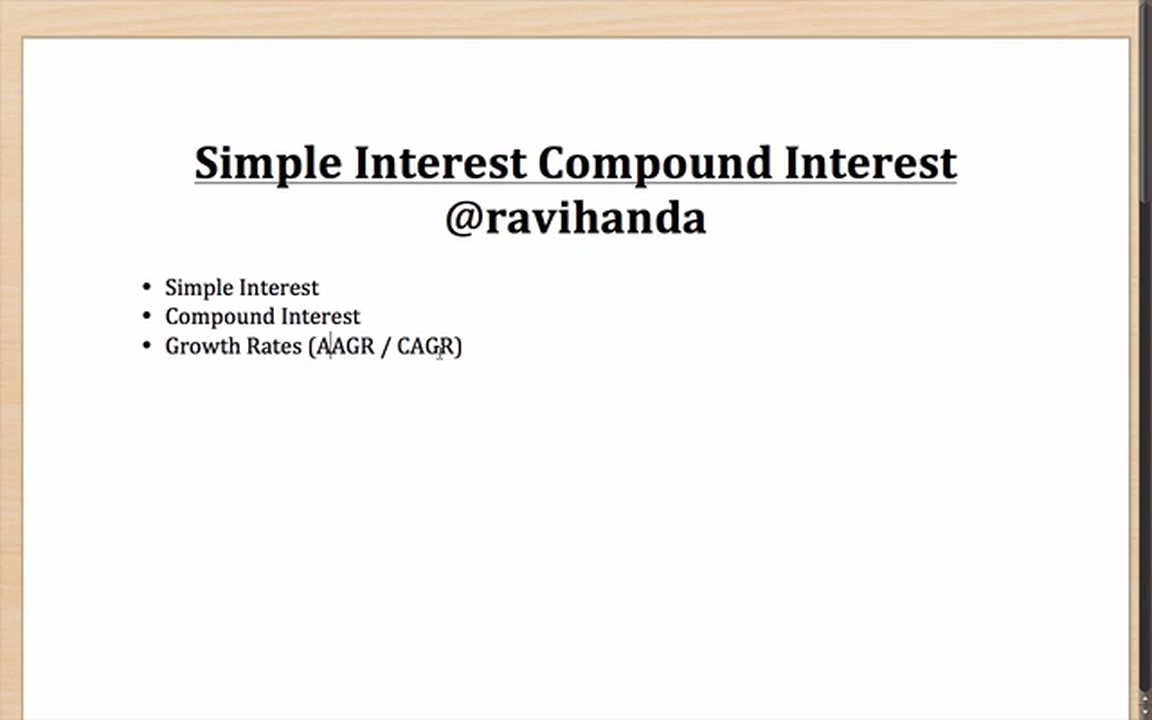 Simple Interest Compound Interest
@ravihanda
• Simple Interest
• Compound Interest
• Growth Rates (AAGR / CAGR)